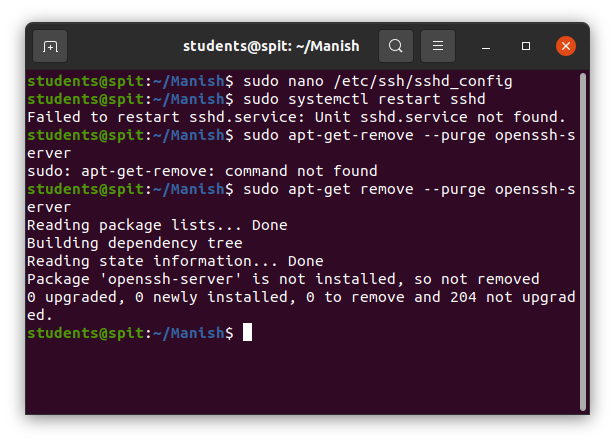 students@spit: ~/Manish
students@spit:~/Manish$ sudo nano /etc/ssh/sshd_config
students@spit:~/Manish$ sudo systemctl restart sshd
Failed to restart sshd.service: Unit sshd.service not found.
students@spit:~/Manish$ sudo apt-get-remove --purge openssh-s
erver
sudo: apt-get-remove: command not found
students@spit:~/Manish$ sudo apt-get remove --purge openssh-s
erver
Reading package lists... Done
Building dependency tree
Reading state information... Done
Package 'openssh-server' is not installed, so not removed
0 upgraded, 0 newly installed, 0 to remove and 204 not upgrad
ed.
students@spit:~/Manish$